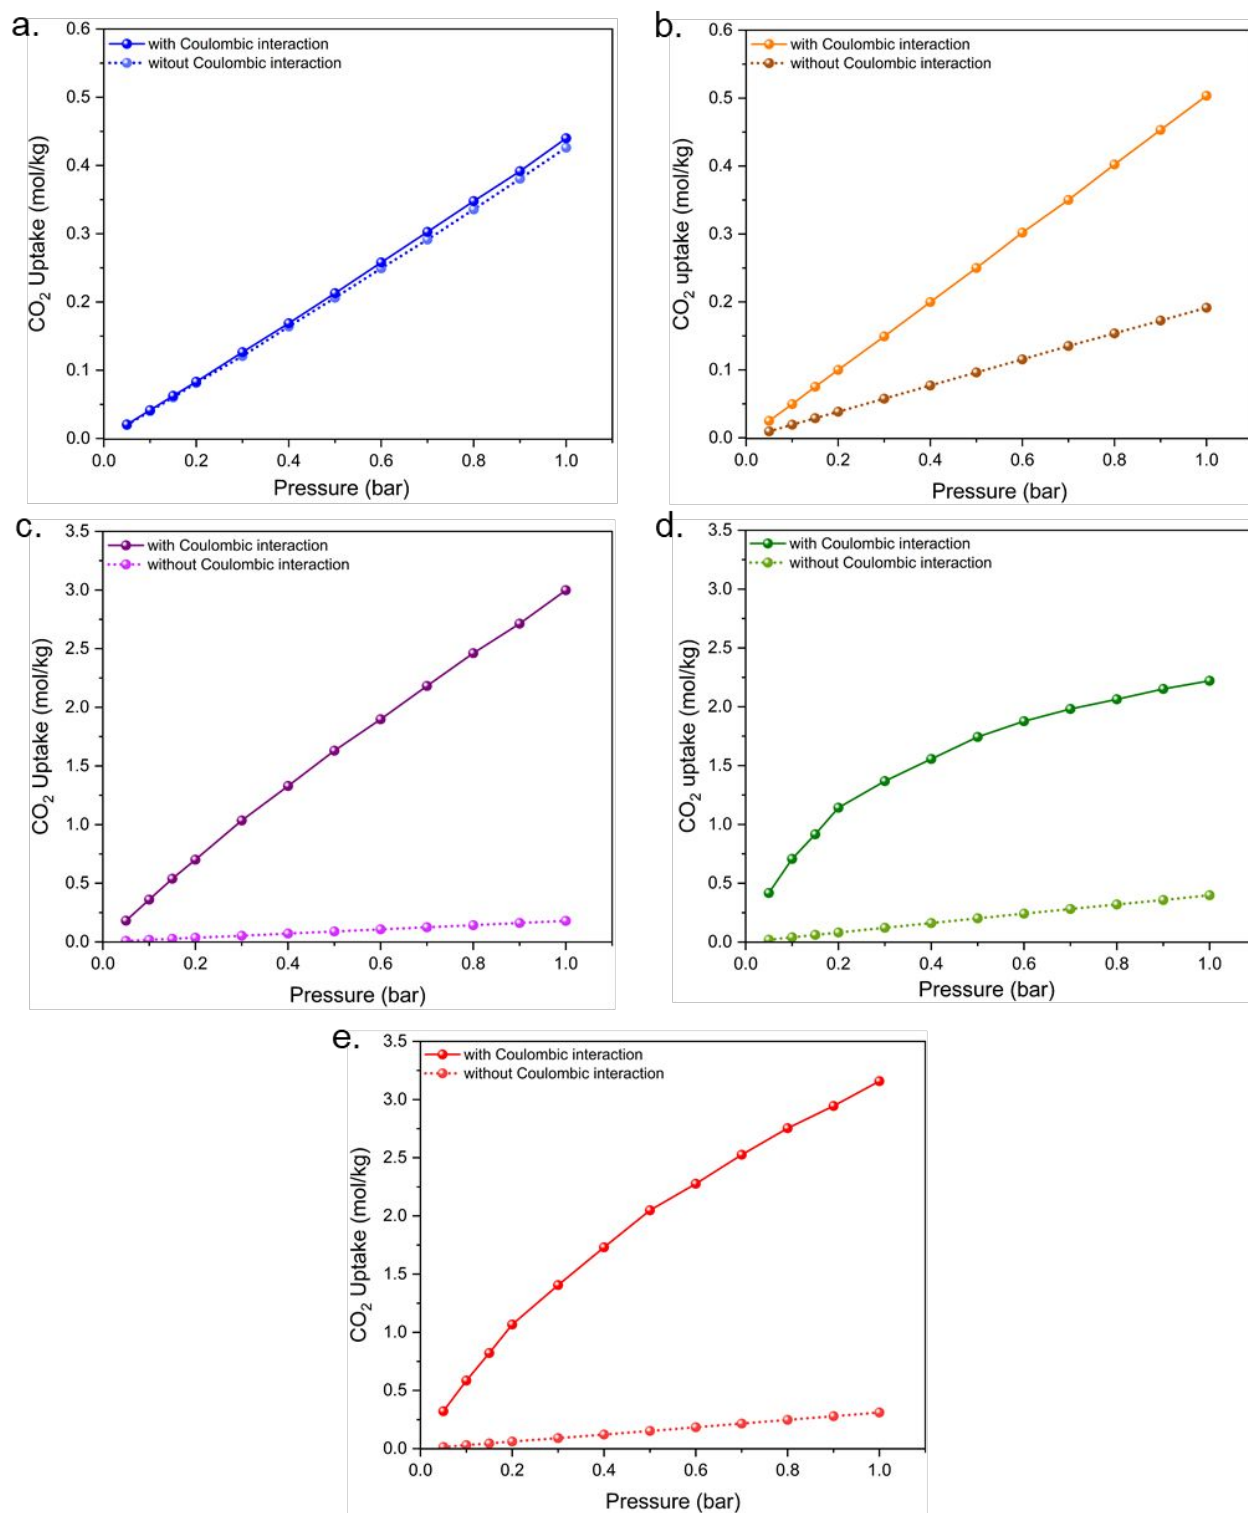 a.
0.6
with Coulombic interaction
witout Coulombic interaction
0.5
0.4
0.3
0.2
0.1
0.0
CO₂ Uptake (mol/kg)
0.0 0.2 0.4 0.6 0.8 1.0
Pressure (bar)
b.
0.6
with Coulombic interaction
without Coulombic interaction
0.5
0.4
0.3
0.2
0.1
0.0
CO₂ uptake (mol/kg)
0.0 0.2 0.4 0.6 0.8 1.0
Pressure (bar)
c.
3.5
with Coulombic interaction
without Coulombic interaction
3.0
2.5
2.0
1.5
1.0
0.5
0.0
CO₂ Uptake (mol/kg)
0.0 0.2 0.4 0.6 0.8 1.0
Pressure (bar)
d.
3.5
with Coulombic interaction
without Coulombic interaction
3.0
2.5
2.0
1.5
1.0
0.5
0.0
CO₂ uptake (mol/kg)
0.0 0.2 0.4 0.6 0.8 1.0
Pressure (bar)
e.
3.5
with Coulombic interaction
without Coulombic interaction
3.0
2.5
2.0
1.5
1.0
0.5
0.0
CO₂ Uptake (mol/kg)
0.0 0.2 0.4 0.6 0.8 1.0
Pressure (bar)